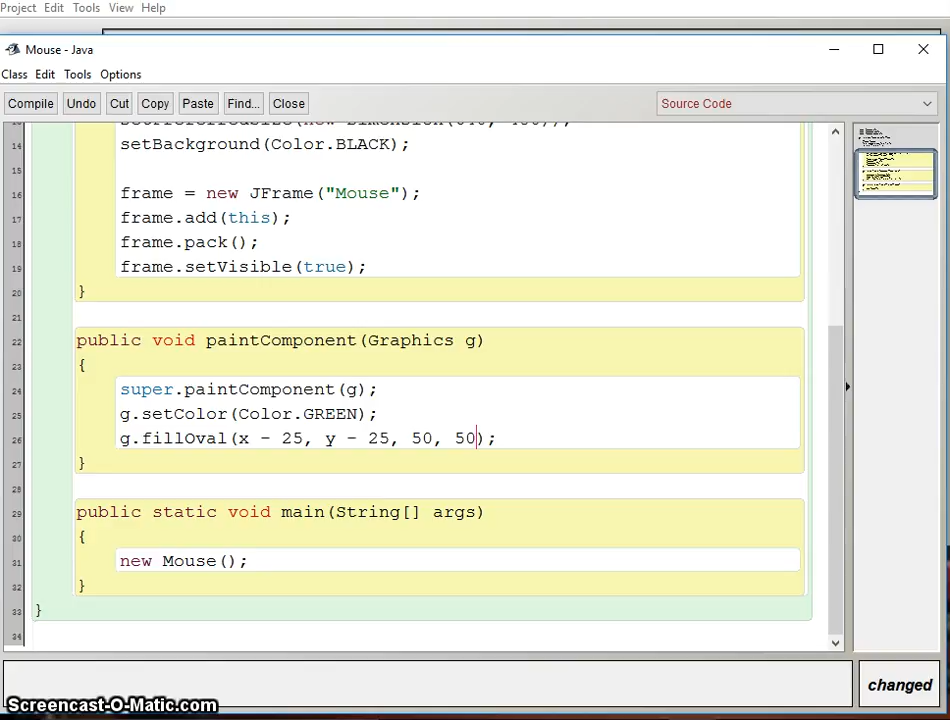 Project Edit Tools View Help
Mouse - Java
Class Edit Tools Options
Compile Undo Cut Copy Paste Find... Close Source Code
14 setBackground(Color.BLACK);
15
16 frame = new JFrame("Mouse");
17 frame.add(this);
18 frame.pack();
19 frame.setVisible(true);
20 }
21
22 public void paintComponent(Graphics g)
23 {
24 super.paintComponent(g);
25 g.setColor(Color.GREEN);
26 g.fillOval(x - 25, y - 25, 50, 50);
27 }
28
29 public static void main(String[] args)
30 {
31 new Mouse();
32 }
33 }
34
changed
Screencast-O-Matic.com